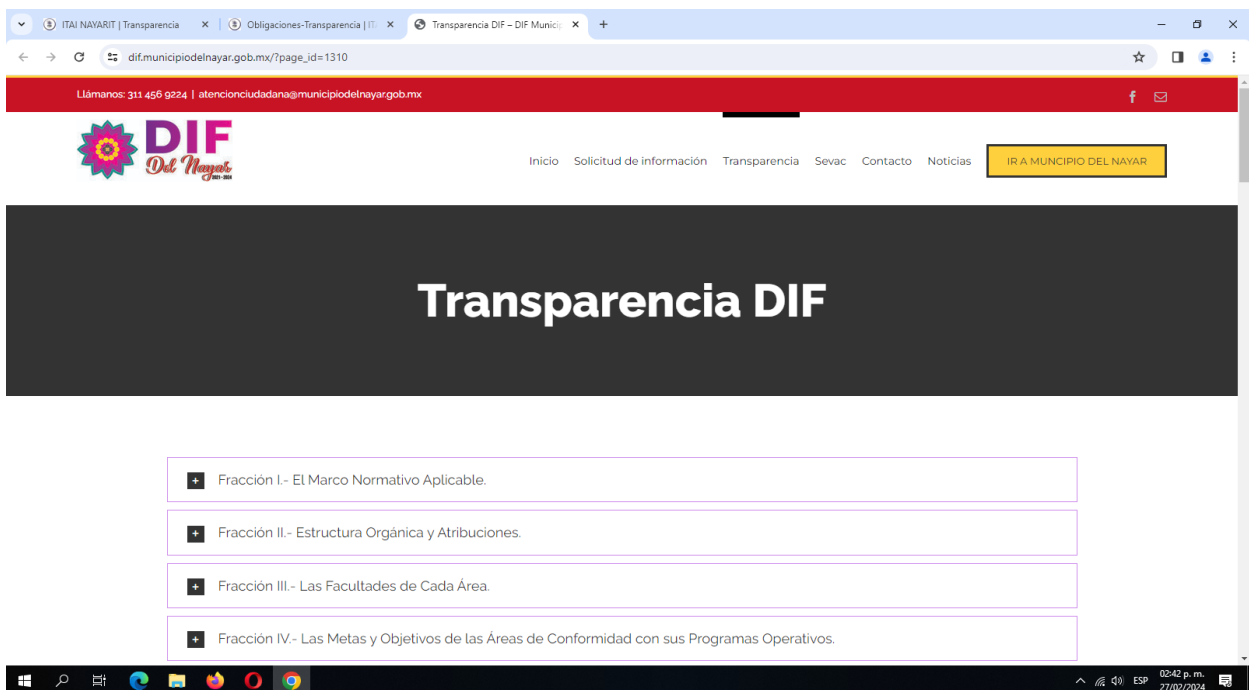 ITAI NAYARIT | Transparencia
Obligaciones-Transparencia | IT
Transparencia DIF – DIF Municip
dif.municipiodelnayar.gob.mx/?page_id=1310
Llámanos: 311 456 9224 | atencionciudadana@municipiodelnayar.gob.mx
DIF
Del Nayar
2021 - 2024
Inicio Solicitud de información Transparencia Sevac Contacto Noticias IR A MUNCIPIO DEL NAYAR
Transparencia DIF
Fracción I.- El Marco Normativo Aplicable.
Fracción II.- Estructura Orgánica y Atribuciones.
Fracción III.- Las Facultades de Cada Área.
Fracción IV.- Las Metas y Objetivos de las Áreas de Conformidad con sus Programas Operativos.
ESP
02:42 p. m.
27/02/2024